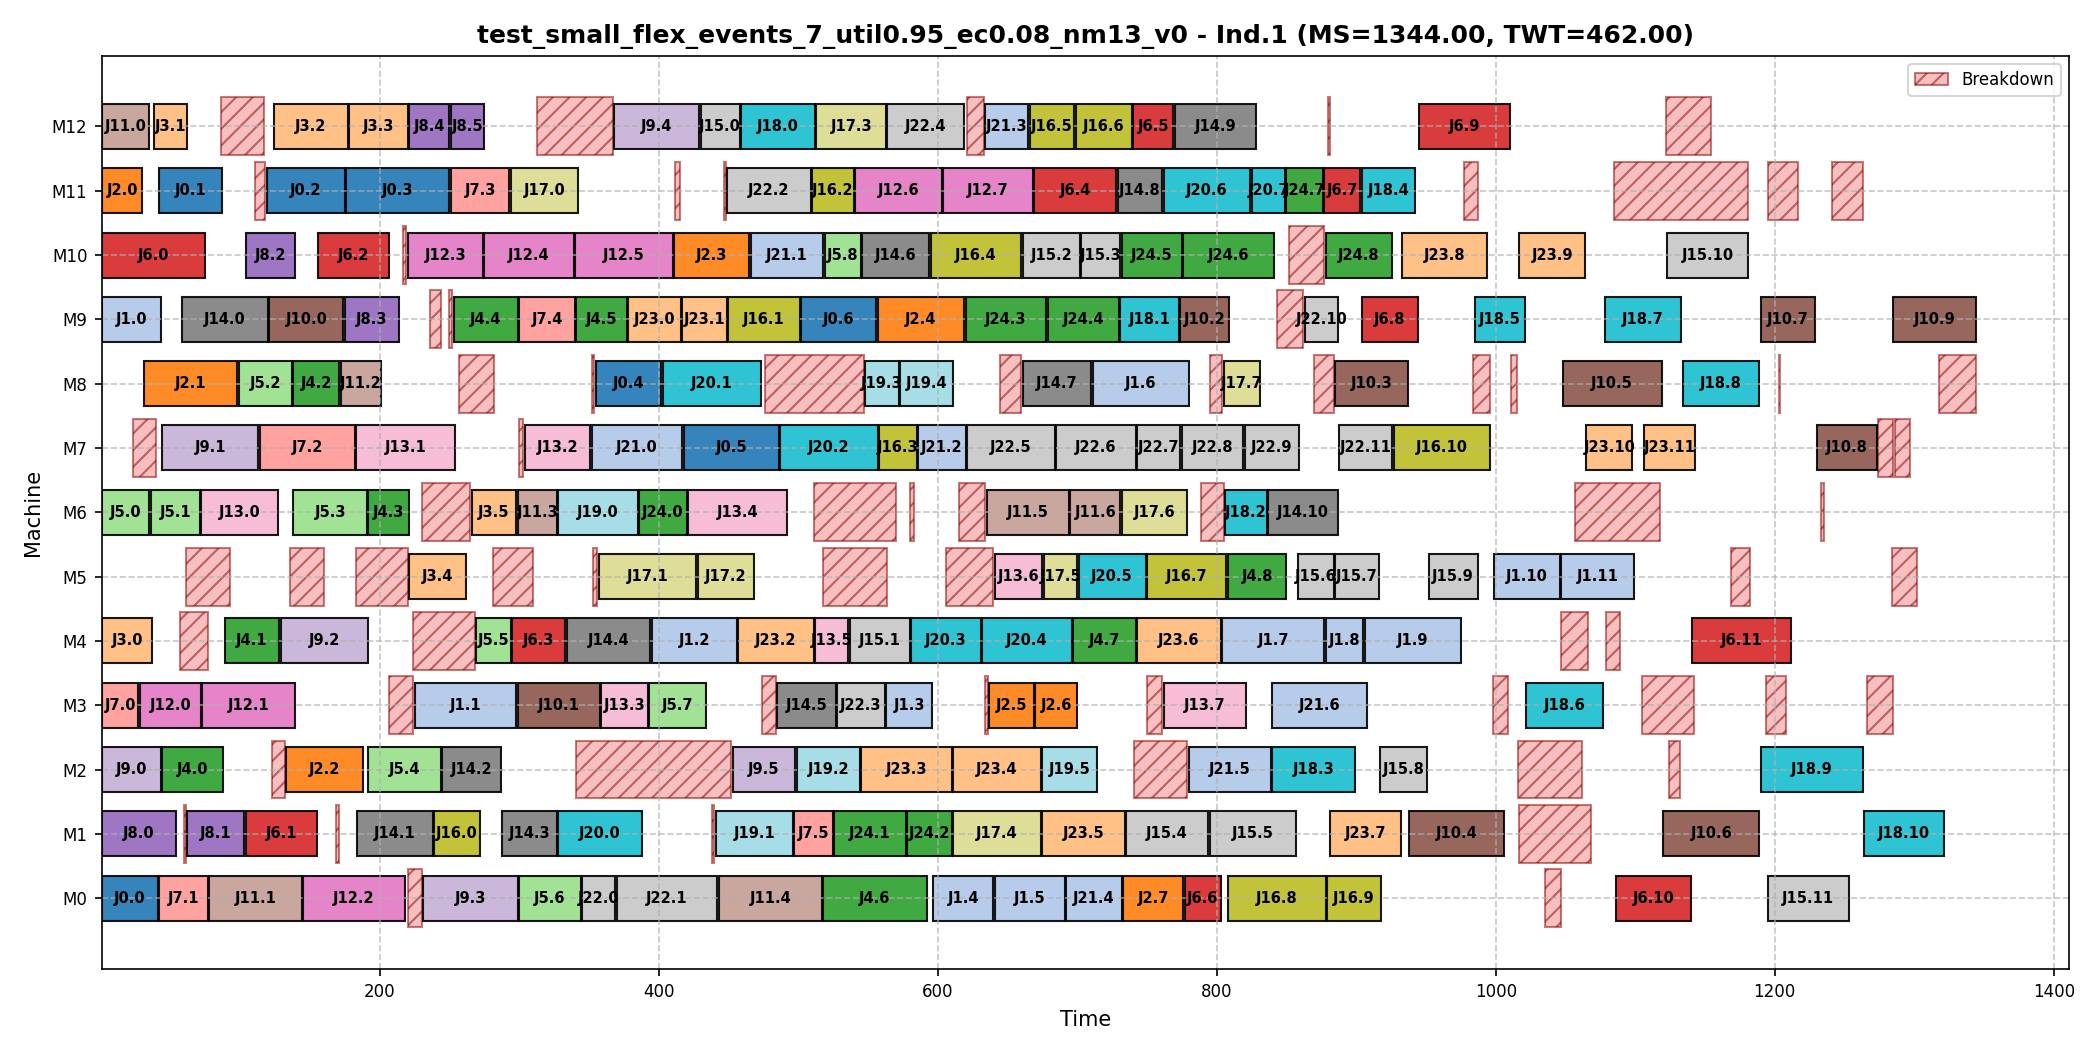 test_small_flex_events_7_util0.95_ec0.08_nm13_v0 - Ind.1 (MS=1344.00, TWT=462.00)
Breakdown
M12 J11.0 J3.1 J3.2 J3.3 J8.4 J8.5 J9.4 J15.0 J18.0 J17.3 J22.4 J21.3 J16.5 J16.6 J6.5 J14.9 J6.9
M11 J2.0 J0.1 J0.2 J0.3 J7.3 J17.0 J22.2 J16.2 J12.6 J12.7 J6.4 J14.8 J20.6 J20.7 J24.7 J6.7 J18.4
M10 J6.0 J8.2 J6.2 J12.3 J12.4 J12.5 J2.3 J21.1 J5.8 J14.6 J16.4 J15.2 J15.3 J24.5 J24.6 J24.8 J23.8 J23.9 J15.10
M9 J1.0 J14.0 J10.0 J8.3 J4.4 J7.4 J4.5 J23.0 J23.1 J16.1 J0.6 J2.4 J24.3 J24.4 J18.1 J10.2 J22.10 J6.8 J18.5 J18.7 J10.7 J10.9
M8 J2.1 J5.2 J4.2 J11.2 J0.4 J20.1 J19.3 J19.4 J14.7 J1.6 J17.7 J10.3 J10.5 J18.8
M7 J9.1 J7.2 J13.1 J13.2 J21.0 J0.5 J20.2 J16.3 J21.2 J22.5 J22.6 J22.7 J22.8 J22.9 J22.11 J16.10 J23.10 J23.11 J10.8
M6 J5.0 J5.1 J13.0 J5.3 J4.3 J3.5 J11.3 J19.0 J24.0 J13.4 J11.5 J11.6 J17.6 J18.2 J14.10
M5 J3.4 J17.1 J17.2 J13.6 J17.5 J20.5 J16.7 J4.8 J15.6 J15.7 J15.9 J1.10 J1.11
M4 J3.0 J4.1 J9.2 J5.5 J6.3 J14.4 J1.2 J23.2 J13.5 J15.1 J20.3 J20.4 J4.7 J23.6 J1.7 J1.8 J1.9 J6.11
M3 J7.0 J12.0 J12.1 J1.1 J10.1 J13.3 J5.7 J14.5 J22.3 J1.3 J2.5 J2.6 J13.7 J21.6 J18.6
M2 J9.0 J4.0 J2.2 J5.4 J14.2 J9.5 J19.2 J23.3 J23.4 J19.5 J21.5 J18.3 J15.8 J18.9
M1 J8.0 J8.1 J6.1 J14.1 J16.0 J14.3 J20.0 J19.1 J7.5 J24.1 J24.2 J17.4 J23.5 J15.4 J15.5 J23.7 J10.4 J10.6 J18.10
M0 J0.0 J7.1 J11.1 J12.2 J9.3 J5.6 J22.0 J22.1 J11.4 J4.6 J1.4 J1.5 J21.4 J2.7 J6.6 J16.8 J16.9 J6.10 J15.11
200 400 600 800 1000 1200 1400
Time
Machine